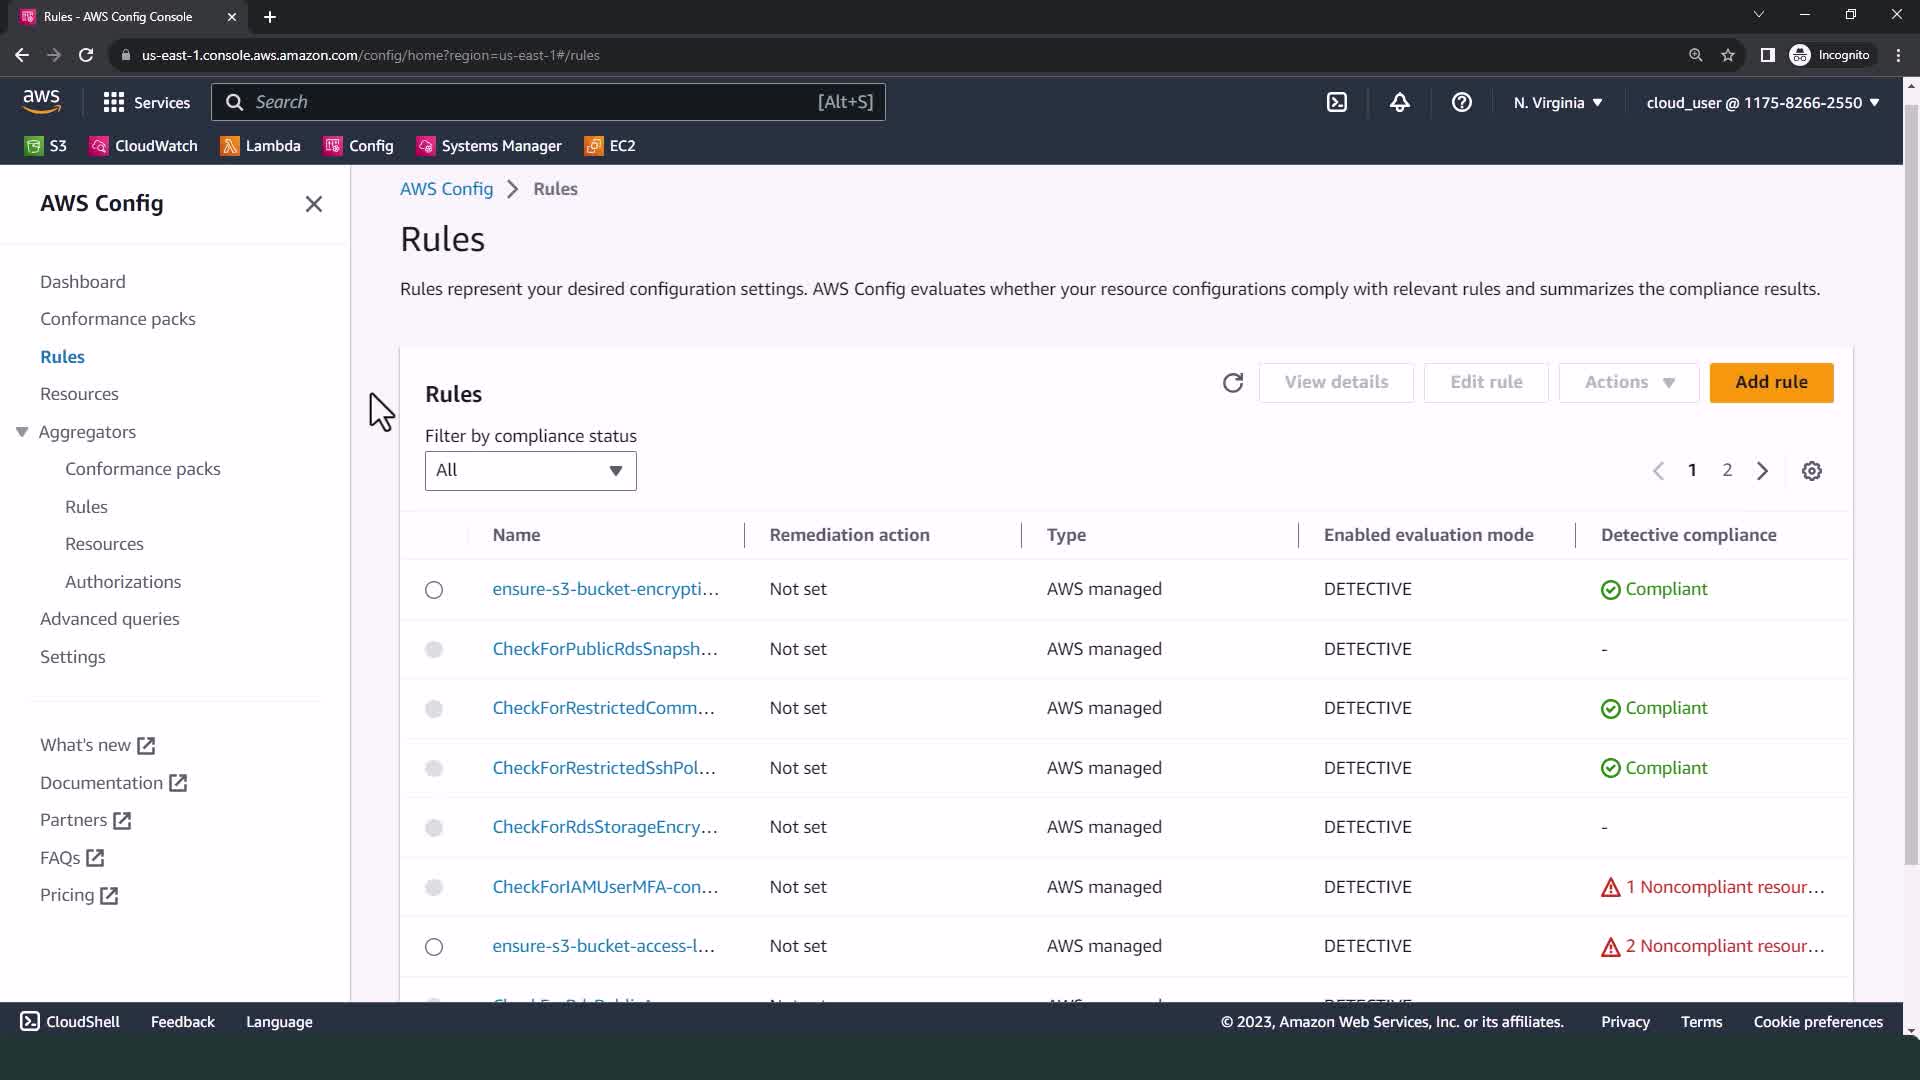 Rules - AWS Config Console
us-east-1.console.aws.amazon.com/config/home?region=us-east-1#/rules
Incognito
aws
Services
Search
[Alt+S]
N. Virginia
cloud_user @ 1175-8266-2550
S3
CloudWatch
Lambda
Config
Systems Manager
EC2
AWS Config
Dashboard
Conformance packs
Rules
Resources
Aggregators
Conformance packs
Rules
Resources
Authorizations
Advanced queries
Settings
What's new
Documentation
Partners
FAQs
Pricing
AWS Config > Rules
Rules
Rules represent your desired configuration settings. AWS Config evaluates whether your resource configurations comply with relevant rules and summarizes the compliance results.
Rules
View details
Edit rule
Actions
Add rule
Filter by compliance status
All
1 2
Name Remediation action Type Enabled evaluation mode Detective compliance
ensure-s3-bucket-encrypti... Not set AWS managed DETECTIVE Compliant
CheckForPublicRdsSnapsh... Not set AWS managed DETECTIVE -
CheckForRestrictedComm... Not set AWS managed DETECTIVE Compliant
CheckForRestrictedSshPol... Not set AWS managed DETECTIVE Compliant
CheckForRdsStorageEncry... Not set AWS managed DETECTIVE -
CheckForIAMUserMFA-con... Not set AWS managed DETECTIVE 1 Noncompliant resour...
ensure-s3-bucket-access-l... Not set AWS managed DETECTIVE 2 Noncompliant resour...
CloudShell
Feedback
Language
© 2023, Amazon Web Services, Inc. or its affiliates.
Privacy
Terms
Cookie preferences